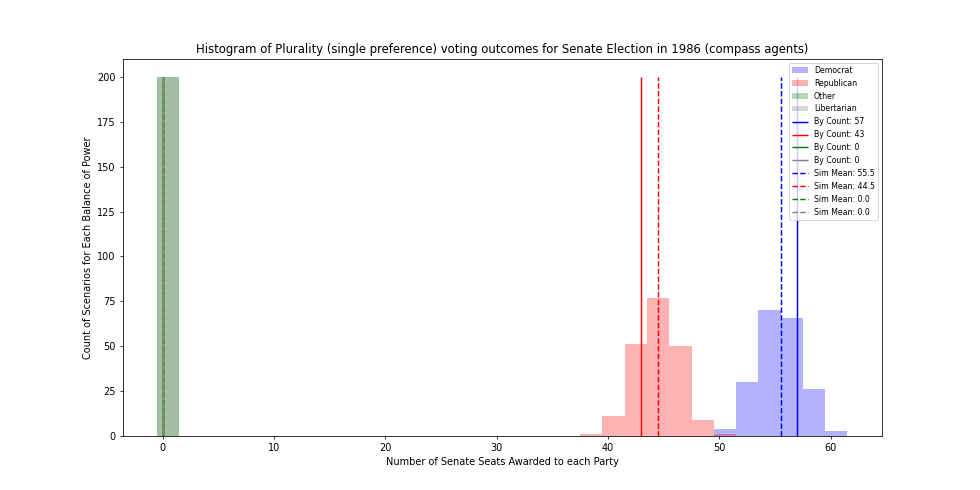 Histogram of Plurality (single preference) voting outcomes for Senate Election in 1986 (compass agents)
Democrat
Republican
Other
Libertarian
By Count: 57
By Count: 43
By Count: 0
By Count: 0
Sim Mean: 55.5
Sim Mean: 44.5
Sim Mean: 0.0
Sim Mean: 0.0
Count of Scenarios for Each Balance of Power
200
175
150
125
100
75
50
25
0
0 10 20 30 40 50 60
Number of Senate Seats Awarded to each Party